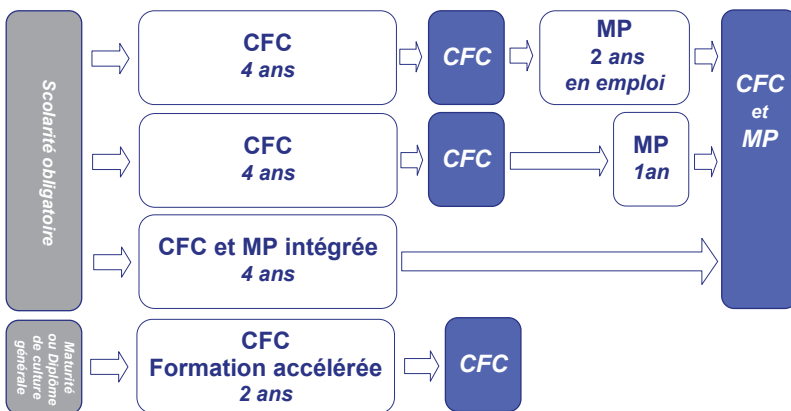 Scolarité obligatoire
CFC
4 ans
CFC
MP
2 ans
en emploi
CFC
et
MP
CFC
4 ans
CFC
MP
1an
CFC et MP intégrée
4 ans
Maturité
ou Diplôme
de culture
générale
CFC
Formation accélérée
2 ans
CFC